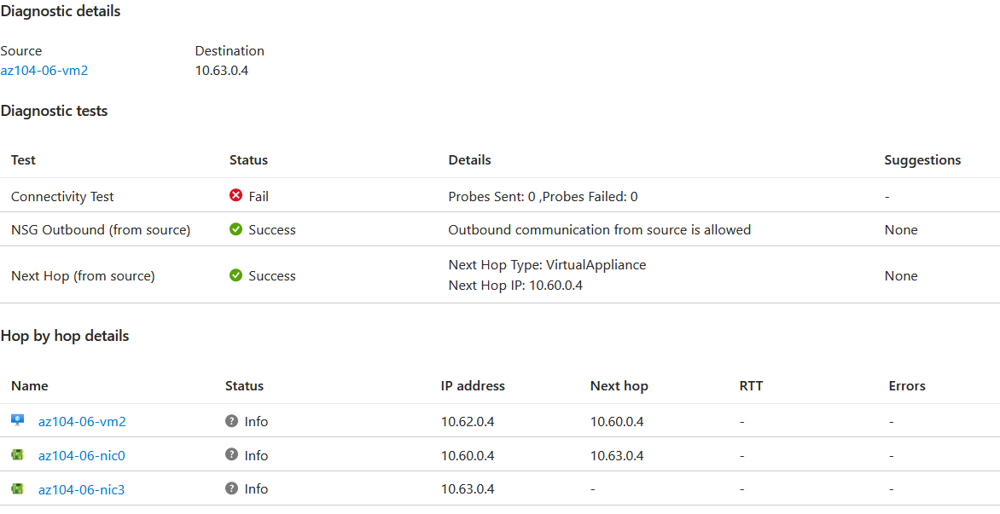 Diagnostic details
Source Destination
az104-06-vm2 10.63.0.4
Diagnostic tests
Test Status Details Suggestions
Connectivity Test Fail Probes Sent: 0 ,Probes Failed: 0 -
NSG Outbound (from source) Success Outbound communication from source is allowed None
Next Hop (from source) Success Next Hop Type: VirtualAppliance None
Next Hop IP: 10.60.0.4
Hop by hop details
Name Status IP address Next hop RTT Errors
az104-06-vm2 Info 10.62.0.4 10.60.0.4 - -
az104-06-nic0 Info 10.60.0.4 10.63.0.4 - -
az104-06-nic3 Info 10.63.0.4 - - -